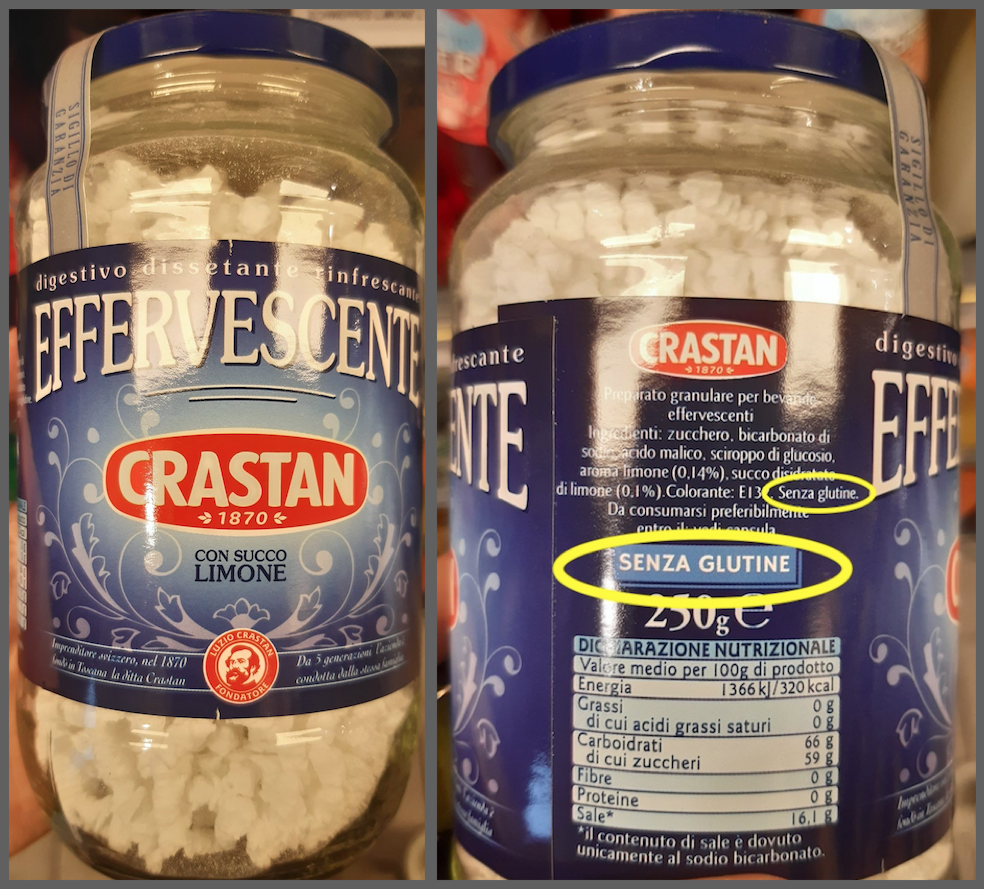 SIGILLO DI
GARANZIA
digestivo dissetante rinfrescante
EFFERVESCENTE
CRASTAN
1870
CON SUCCO
LIMONE
Imprenditore svizzero, nel 1870
fondò in Toscana la ditta Crastan
LUZIO CRASTAN
FONDATORE
Da 5 generazioni l'azienda è
condotta dalla stessa famiglia
SIGILLO DI
GARANZIA
frescante
ENTE
CRASTAN
1870
Preparato granulare per bevande
effervescenti
Ingredienti: zucchero, bicarbonato di
sodio, acido malico, sciroppo di glucosio,
aroma limone (0,14%), succo disidratato
di limone (0,1%). Colorante: E13 Senza glutine.
Da consumarsi preferibilmente
entro il: vedi capsula
SENZA GLUTINE
250g e
DICHIARAZIONE NUTRIZIONALE
Valore medio per 100g di prodotto
Energia 1366kJ/320kcal
Grassi 0 g
di cui acidi grassi saturi 0 g
Carboidrati 66 g
di cui zuccheri 59 g
Fibre 0 g
Proteine 0 g
Sale* 16,1 g
*il contenuto di sale è dovuto
unicamente al sodio bicarbonato.
digestivo
EFFE